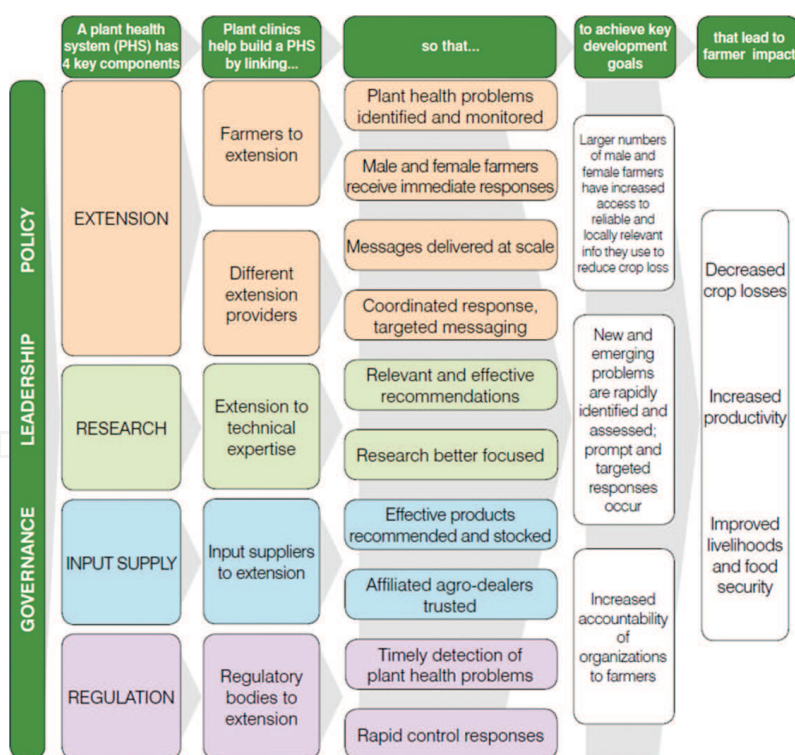 A plant health
system (PHS) has
4 key components
Plant clinics
help build a PHS
by linking...
so that...
to achieve key
development
goals
that lead to
farmer impact
POLICY
LEADERSHIP
GOVERNANCE
EXTENSION
Farmers to
extension
Different
extension
providers
Plant health problems
identified and monitored
Male and female farmers
receive immediate responses
Messages delivered at scale
Coordinated response,
targeted messaging
RESEARCH
Extension to
technical
expertise
Relevant and effective
recommendations
Research better focused
INPUT SUPPLY
Input suppliers
to extension
Effective products
recommended and stocked
Affiliated agro-dealers
trusted
REGULATION
Regulatory
bodies to
extension
Timely detection of
plant health problems
Rapid control responses
Larger numbers
of male and
female farmers
have increased
access to
reliable and
locally relevant
info they use to
reduce crop loss
New and
emerging
problems
are rapidly
identified and
assessed;
prompt and
targeted
responses
occur
Increased
accountability
of
organizations
to farmers
Decreased
crop losses
Increased
productivity
Improved
livelihoods
and food
security